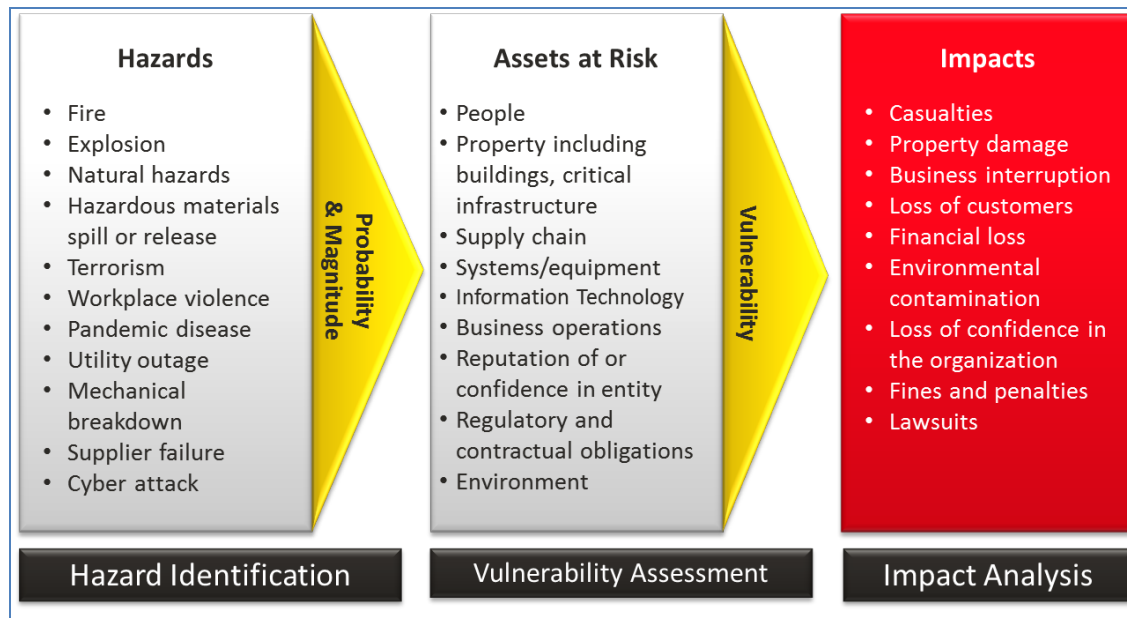 Hazards
• Fire
• Explosion
• Natural hazards
• Hazardous materials
spill or release
• Terrorism
• Workplace violence
• Pandemic disease
• Utility outage
• Mechanical
breakdown
• Supplier failure
• Cyber attack
Probability
& Magnitude
Assets at Risk
• People
• Property including
buildings, critical
infrastructure
• Supply chain
• Systems/equipment
• Information Technology
• Business operations
• Reputation of or
confidence in entity
• Regulatory and
contractual obligations
• Environment
Vulnerability
Impacts
• Casualties
• Property damage
• Business interruption
• Loss of customers
• Financial loss
• Environmental
contamination
• Loss of confidence in
the organization
• Fines and penalties
• Lawsuits
Hazard Identification
Vulnerability Assessment
Impact Analysis